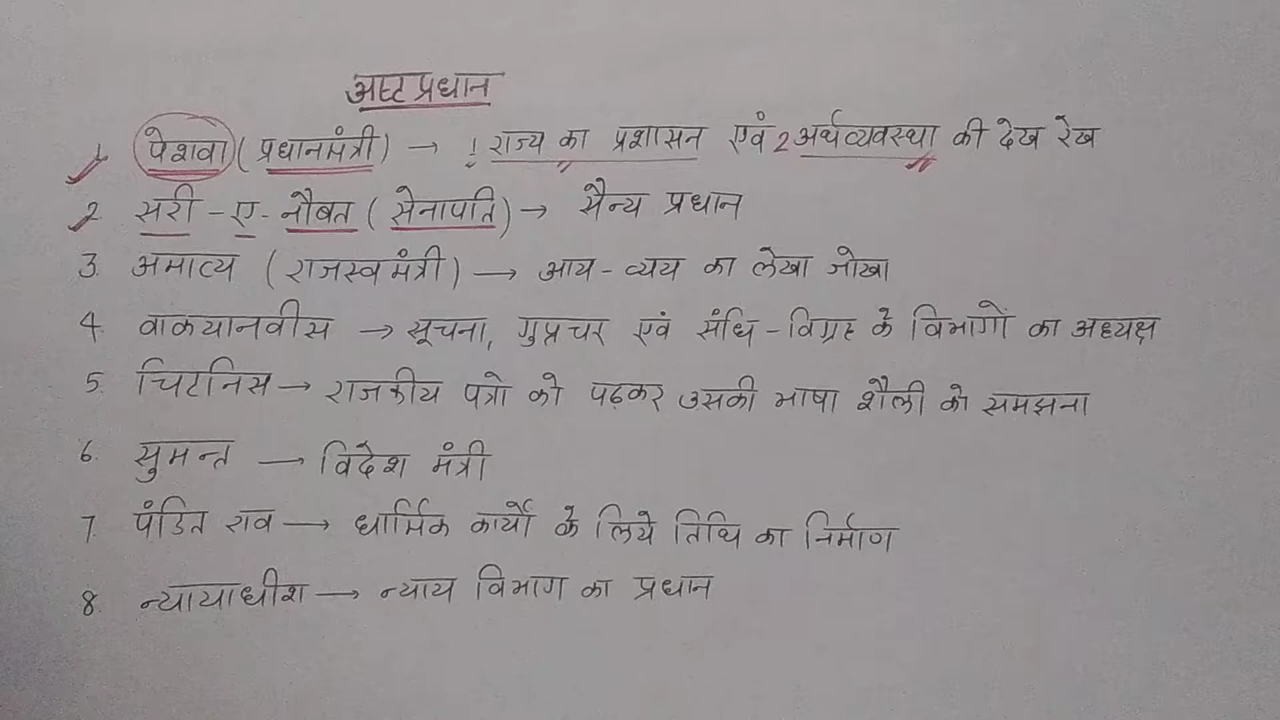 अष्ट प्रधान
1 पेशवा (प्रधानमंत्री) → 1 राज्य का प्रशासन एवं 2 अर्थव्यवस्था की देख रेख
2. सरी-ए-नौबत (सेनापति) → सैन्य प्रधान
3. अमात्य (राजस्व मंत्री) → आय-व्यय का लेखा जोखा
4. वाकयानवीस → सूचना, गुप्तचर एवं संधि-विग्रह के विभागों का अध्यक्ष
5. चिटनिस → राजकीय पत्रो को पढ़कर उसकी भाषा शैली को समझना
6. सुमन्त → विदेश मंत्री
7. पंडित राव → धार्मिक कार्यों के लिये तिथि का निर्माण
8. न्यायाधीश → न्याय विभाग का प्रधान